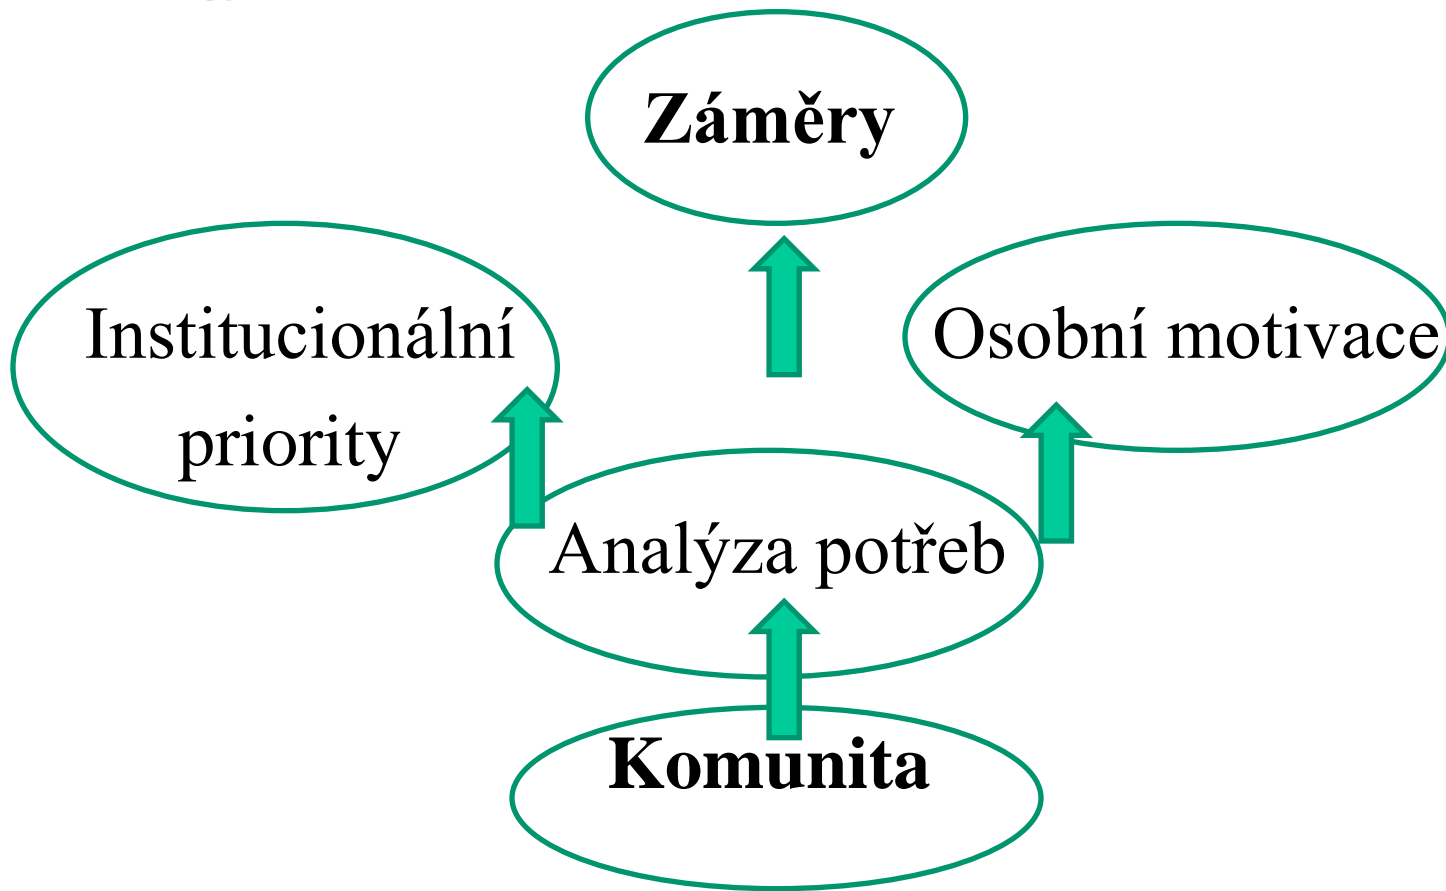 Záměry
Institucionální
priority
Osobní motivace
Analýza potřeb
Komunita